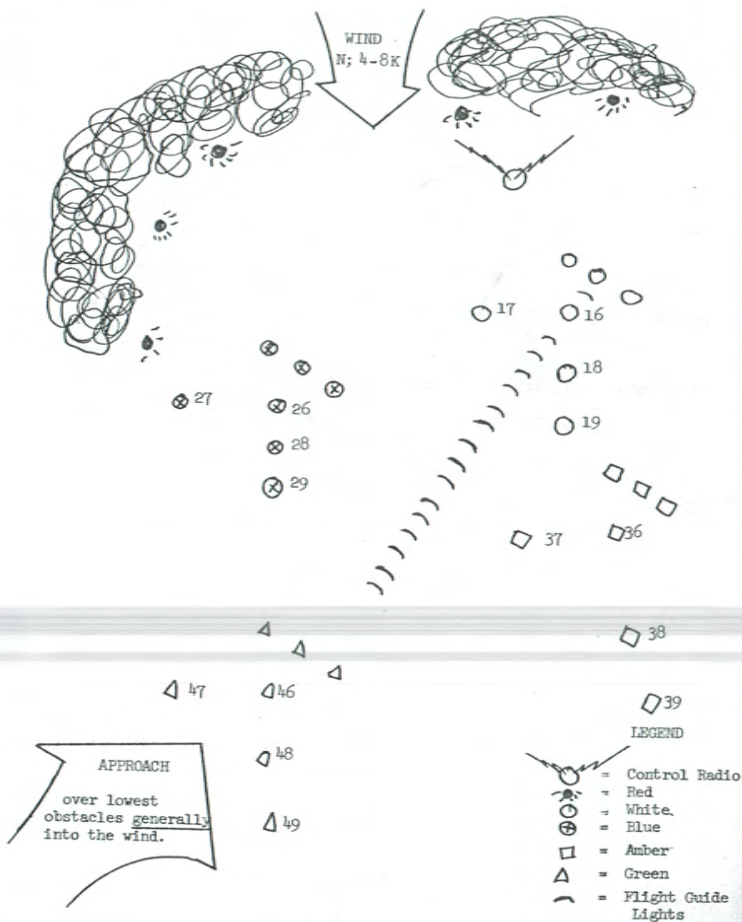 WIND
N; 4-8K
17
16
18
19
27
26
28
29
37
36
38
39
47
46
48
49
APPROACH
over lowest
obstacles generally
into the wind.
LEGEND
= Control Radio
= Red
= White
= Blue
= Amber
= Green
= Flight Guide
Lights